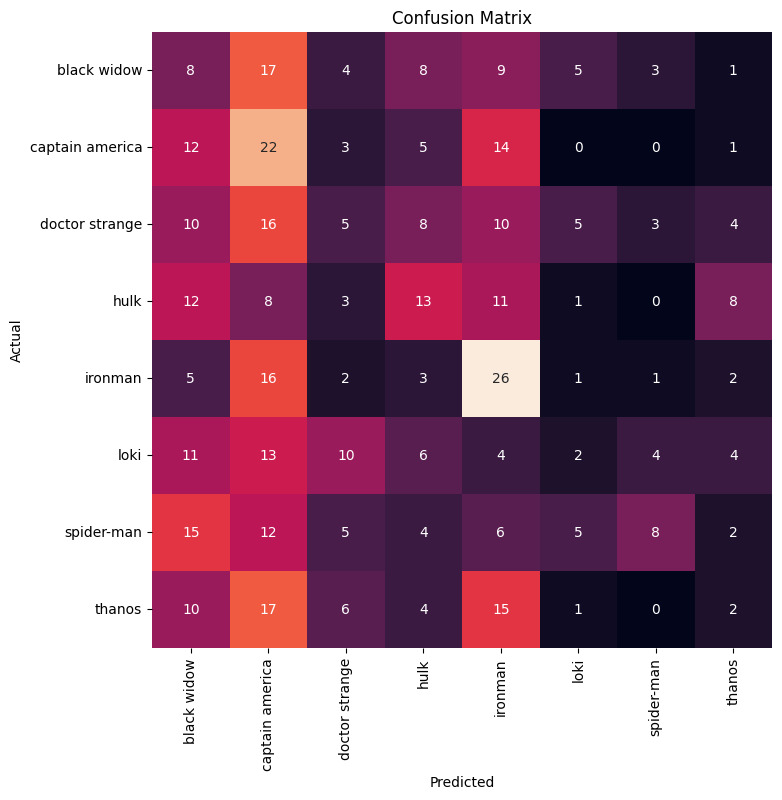 Confusion Matrix
Actual
black widow 8 17 4 8 9 5 3 1
captain america 12 22 3 5 14 0 0 1
doctor strange 10 16 5 8 10 5 3 4
hulk 12 8 3 13 11 1 0 8
ironman 5 16 2 3 26 1 1 2
loki 11 13 10 6 4 2 4 4
spider-man 15 12 5 4 6 5 8 2
thanos 10 17 6 4 15 1 0 2
black widow captain america doctor strange hulk ironman loki spider-man thanos
Predicted